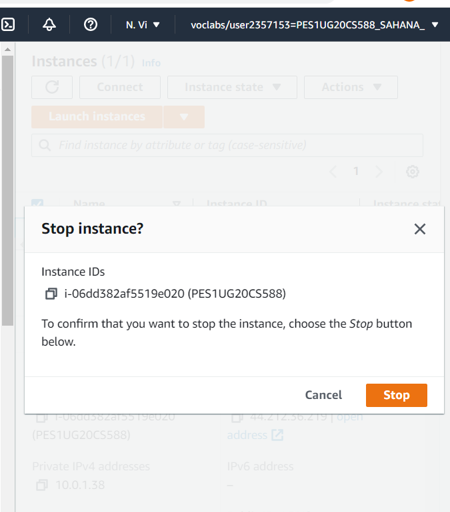 N. Vi
voclabs/user2357153=PES1UG20CS588_SAHANA_
Instances (1/1) Info
Connect
Instance state
Actions
Launch instances
Find instance by attribute or tag (case-sensitive)
1
Name
Instance ID
Instance sta
Stop instance?
Instance IDs
i-06dd382af5519e020 (PES1UG20CS588)
To confirm that you want to stop the instance, choose the Stop button
below.
Cancel
Stop
i-06dd382af5519e020
44.212.36.219 | open
(PES1UG20CS588)
address
Private IPv4 addresses
IPv6 address
10.0.1.38
–